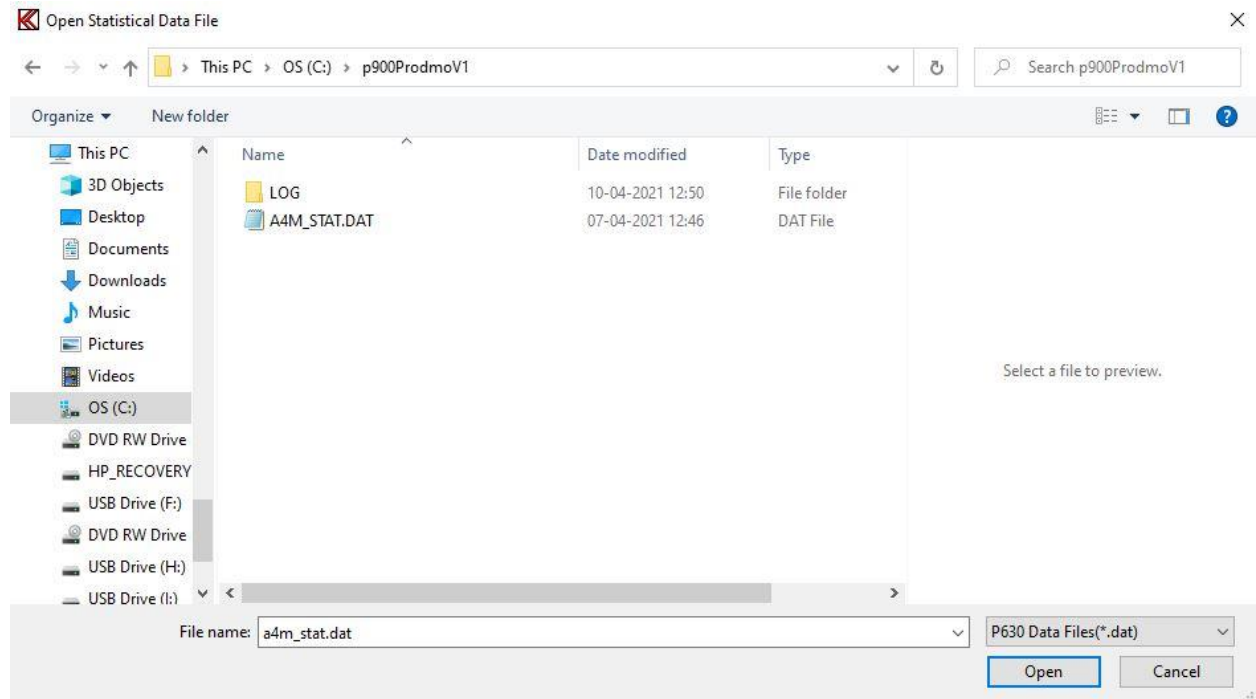 Open Statistical Data File
This PC > OS (C:) > p900ProdmoV1
Search p900ProdmoV1
Organize
New folder
This PC
3D Objects
Desktop
Documents
Downloads
Music
Pictures
Videos
OS (C:)
DVD RW Drive
HP_RECOVERY
USB Drive (F:)
DVD RW Drive
USB Drive (H:)
USB Drive (I:)
Name Date modified Type
LOG 10-04-2021 12:50 File folder
A4M_STAT.DAT 07-04-2021 12:46 DAT File
Select a file to preview.
File name: a4m_stat.dat
P630 Data Files(*.dat)
Open
Cancel